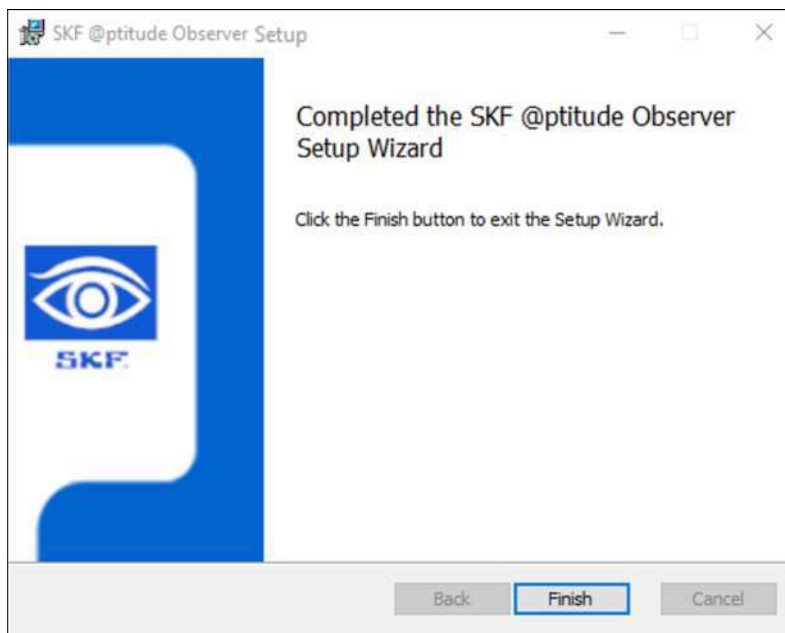 SKF @ptitude Observer Setup
Completed the SKF @ptitude Observer
Setup Wizard
Click the Finish button to exit the Setup Wizard.
SKF.
Back
Finish
Cancel